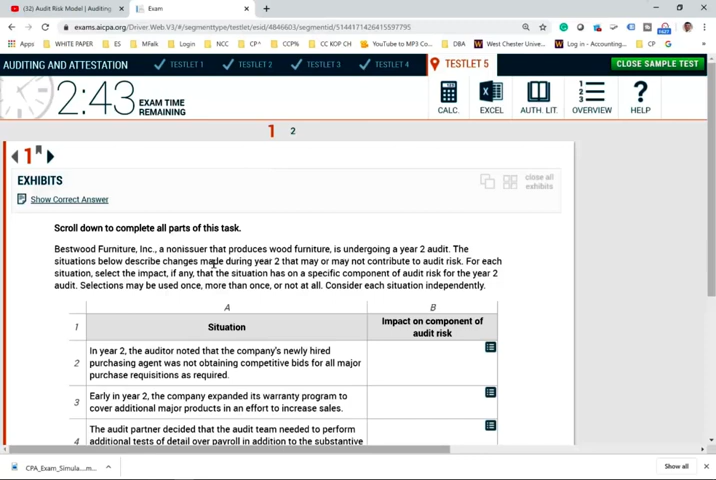 (32) Audit Risk Model | Auditing
Exam
exams.aicpa.org/Driver.Web.V3/#/segmenttype/testlet/esid/4846603/segmentid/5144171426415597795
Apps WHITE PAPER ES MFalk Login NCC CP^ CCP% CC KOP CH YouTube to MP3 Co... DBA West Chester Unive... Log in - Accounting... CP
AUDITING AND ATTESTATION TESTLET 1 TESTLET 2 TESTLET 3 TESTLET 4 TESTLET 5 CLOSE SAMPLE TEST
2:43 EXAM TIME
REMAINING
CALC. EXCEL AUTH. LIT. OVERVIEW HELP
1 2
1
EXHIBITS
close all
exhibits
Show Correct Answer
Scroll down to complete all parts of this task.
Bestwood Furniture, Inc., a nonissuer that produces wood furniture, is undergoing a year 2 audit. The
situations below describe changes made during year 2 that may or may not contribute to audit risk. For each
situation, select the impact, if any, that the situation has on a specific component of audit risk for the year 2
audit. Selections may be used once, more than once, or not at all. Consider each situation independently.
A B
1 Situation Impact on component of
audit risk
2 In year 2, the auditor noted that the company's newly hired
purchasing agent was not obtaining competitive bids for all major
purchase requisitions as required.
3 Early in year 2, the company expanded its warranty program to
cover additional major products in an effort to increase sales.
4 The audit partner decided that the audit team needed to perform
additional tests of detail over payroll in addition to the substantive
CPA_Exam_Simula....m... Show all